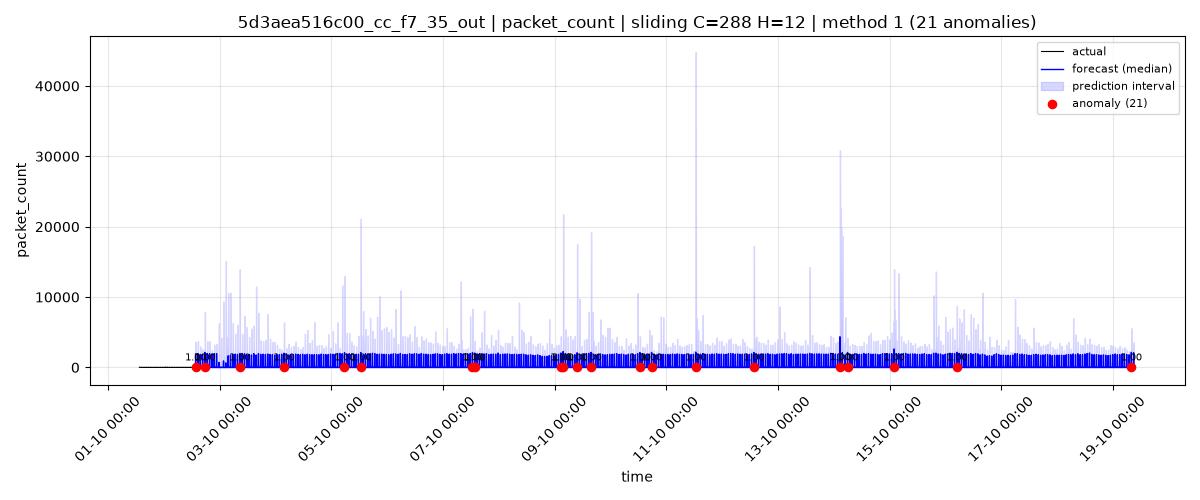 5d3aea516c00_cc_f7_35_out | packet_count | sliding C=288 H=12 | method 1 (21 anomalies)
actual
forecast (median)
prediction interval
anomaly (21)
packet_count
40000
30000
20000
10000
0
01-10 00:00
03-10 00:00
05-10 00:00
07-10 00:00
09-10 00:00
11-10 00:00
13-10 00:00
15-10 00:00
17-10 00:00
19-10 00:00
time